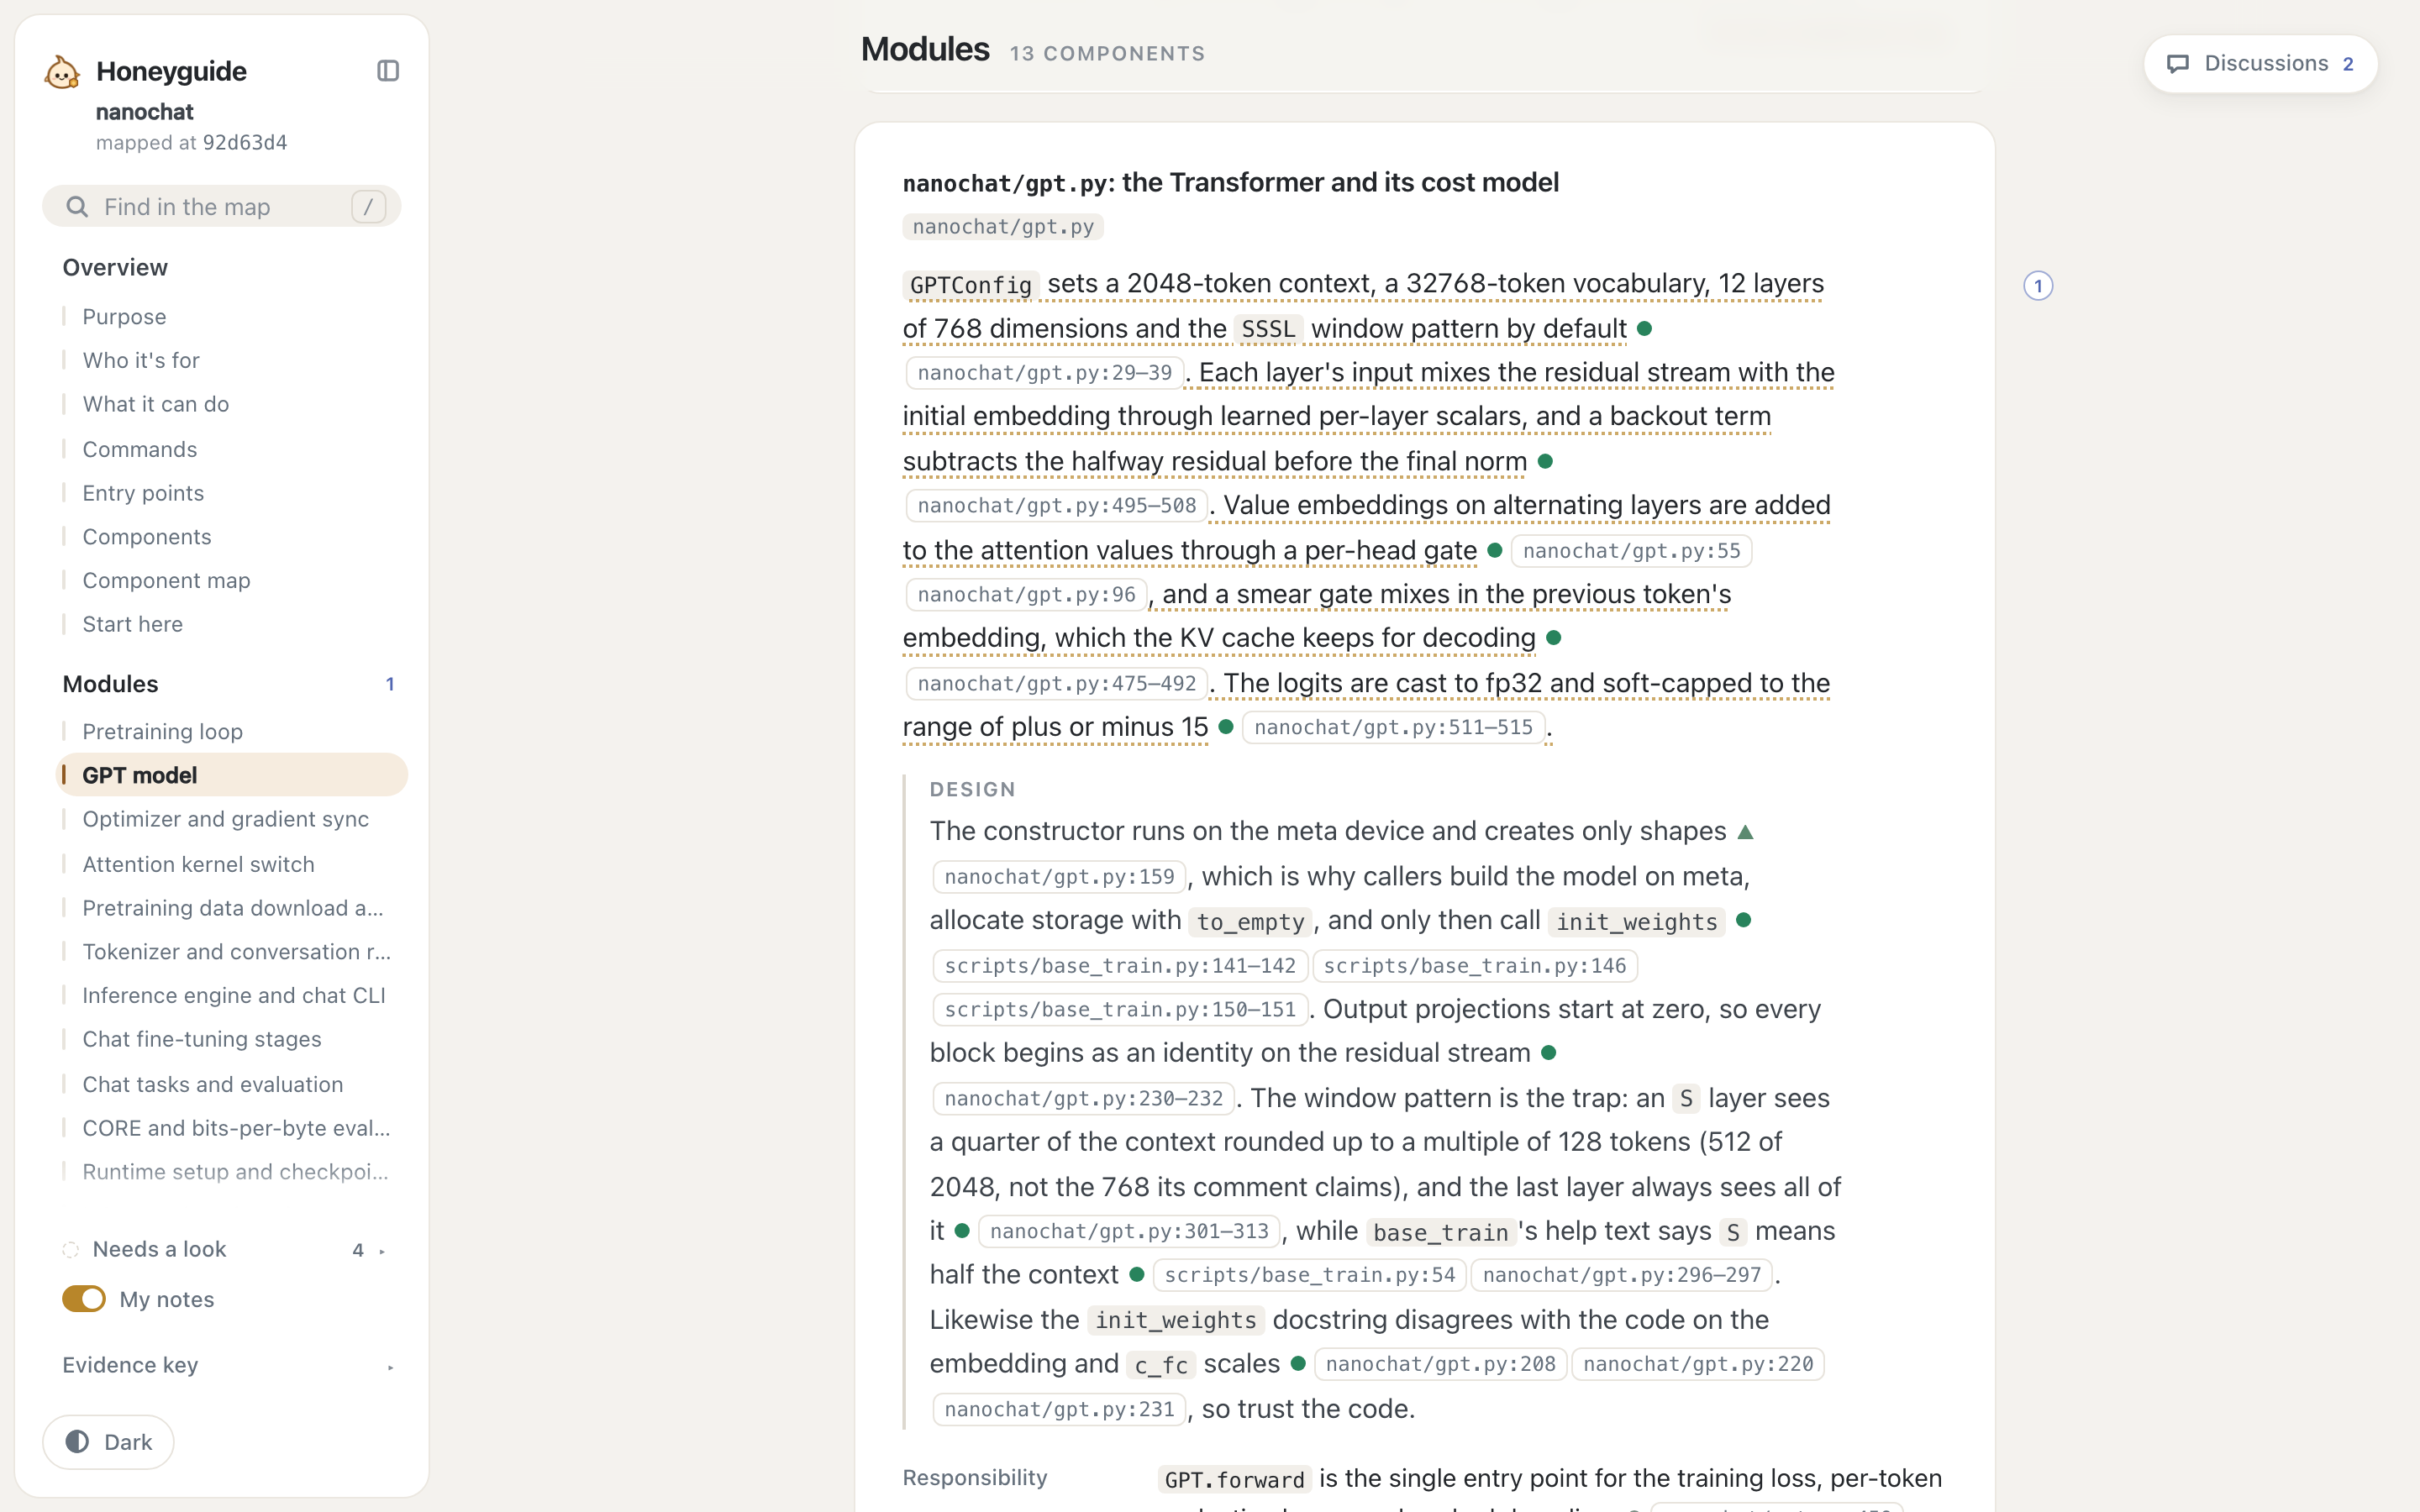 Honeyguide
nanochat
mapped at 92d63d4
Find in the map /
Overview
Purpose
Who it's for
What it can do
Commands
Entry points
Components
Component map
Start here
Modules 1
Pretraining loop
GPT model
Optimizer and gradient sync
Attention kernel switch
Pretraining data download a...
Tokenizer and conversation r...
Inference engine and chat CLI
Chat fine-tuning stages
Chat tasks and evaluation
CORE and bits-per-byte eval...
Runtime setup and checkpoi...
Needs a look 4
My notes
Evidence key
Dark
Modules 13 COMPONENTS
Discussions 2
nanochat/gpt.py: the Transformer and its cost model
nanochat/gpt.py
GPTConfig sets a 2048-token context, a 32768-token vocabulary, 12 layers
1
of 768 dimensions and the SSSL window pattern by default
nanochat/gpt.py:29–39. Each layer's input mixes the residual stream with the
initial embedding through learned per-layer scalars, and a backout term
subtracts the halfway residual before the final norm
nanochat/gpt.py:495–508. Value embeddings on alternating layers are added
to the attention values through a per-head gate nanochat/gpt.py:55
nanochat/gpt.py:96, and a smear gate mixes in the previous token's
embedding, which the KV cache keeps for decoding
nanochat/gpt.py:475–492. The logits are cast to fp32 and soft-capped to the
range of plus or minus 15 nanochat/gpt.py:511–515.
DESIGN
The constructor runs on the meta device and creates only shapes
nanochat/gpt.py:159, which is why callers build the model on meta,
allocate storage with to_empty, and only then call init_weights
scripts/base_train.py:141–142 scripts/base_train.py:146
scripts/base_train.py:150–151. Output projections start at zero, so every
block begins as an identity on the residual stream
nanochat/gpt.py:230–232. The window pattern is the trap: an S layer sees
a quarter of the context rounded up to a multiple of 128 tokens (512 of
2048, not the 768 its comment claims), and the last layer always sees all of
it nanochat/gpt.py:301–313, while base_train's help text says S means
half the context scripts/base_train.py:54 nanochat/gpt.py:296–297.
Likewise the init_weights docstring disagrees with the code on the
embedding and c_fc scales nanochat/gpt.py:208 nanochat/gpt.py:220
nanochat/gpt.py:231, so trust the code.
Responsibility GPT.forward is the single entry point for the training loss, per-token